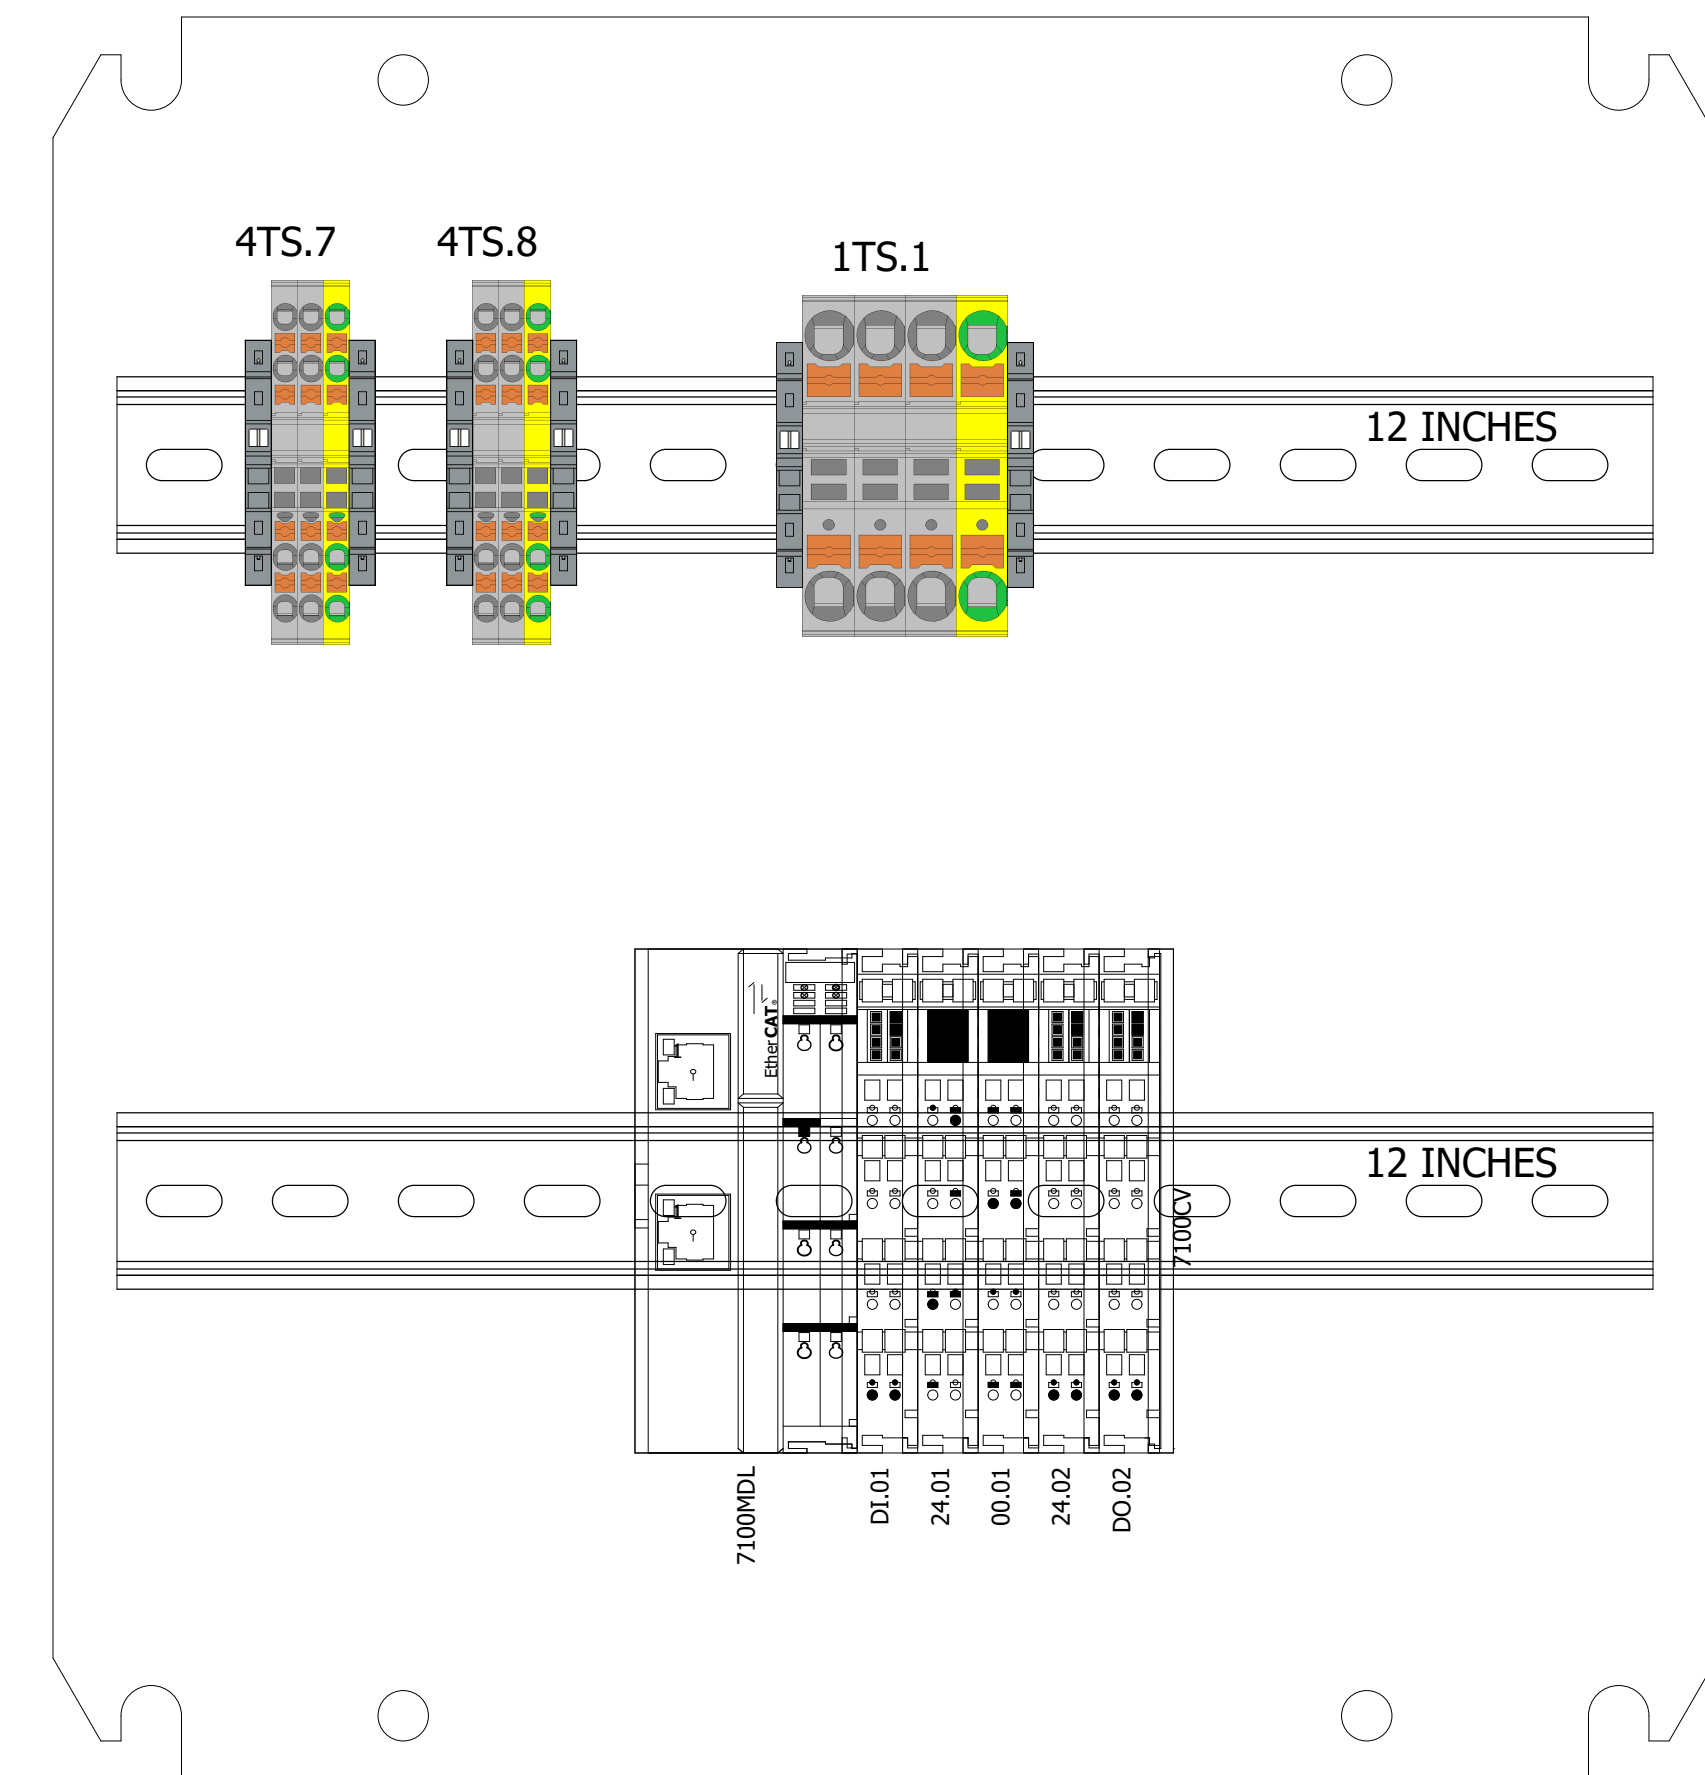 4TS.7
4TS.8
1TS.1
12 INCHES
EtherCAT®
12 INCHES
7100CV
7100MDL
DI.01
24.01
00.01
24.02
DO.02